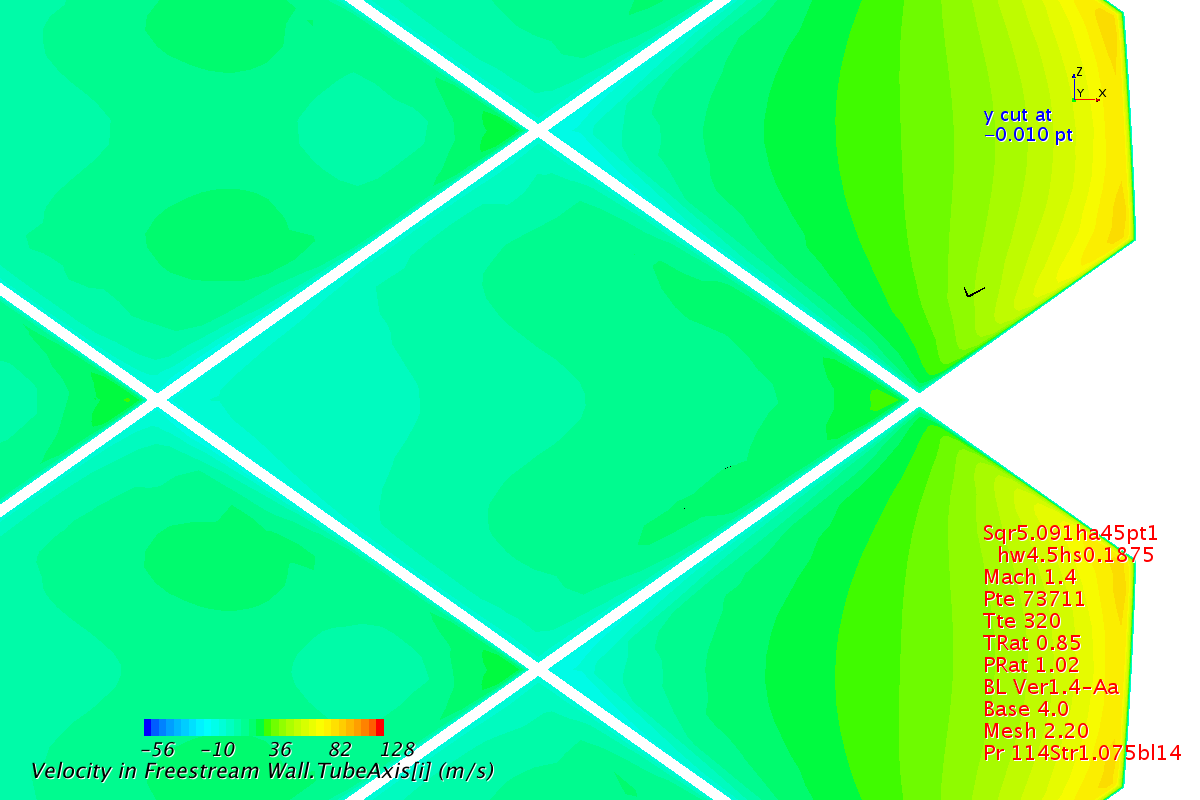 Z
Y X
y cut at
-0.010 pt
Sqr5.091ha45pt1
hw4.5hs0.1875
Mach 1.4
Pte 73711
Tte 320
TRat 0.85
PRat 1.02
BL Ver1.4-Aa
Base 4.0
Mesh 2.20
Pr 114Str1.075bl14
-56 -10 36 82 128
Velocity in Freestream Wall.TubeAxis[i] (m/s)